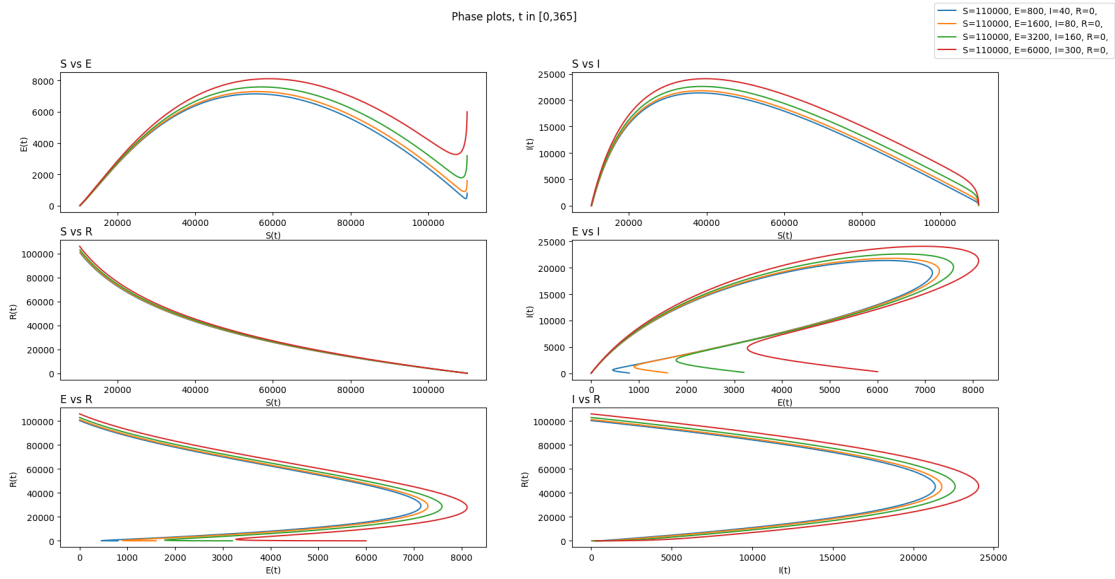 Phase plots, t in [0,365]
S=110000, E=800, I=40, R=0,
S=110000, E=1600, I=80, R=0,
S=110000, E=3200, I=160, R=0,
S=110000, E=6000, I=300, R=0,
S vs E
8000
6000
4000
2000
0
E(t)
20000 40000 60000 80000 100000
S(t)
S vs I
25000
20000
15000
10000
5000
0
I(t)
20000 40000 60000 80000 100000
S(t)
S vs R
100000
80000
60000
40000
20000
0
R(t)
20000 40000 60000 80000 100000
S(t)
E vs I
25000
20000
15000
10000
5000
0
I(t)
0 1000 2000 3000 4000 5000 6000 7000 8000
E(t)
E vs R
100000
80000
60000
40000
20000
0
R(t)
0 1000 2000 3000 4000 5000 6000 7000 8000
E(t)
I vs R
100000
80000
60000
40000
20000
0
R(t)
0 5000 10000 15000 20000 25000
I(t)